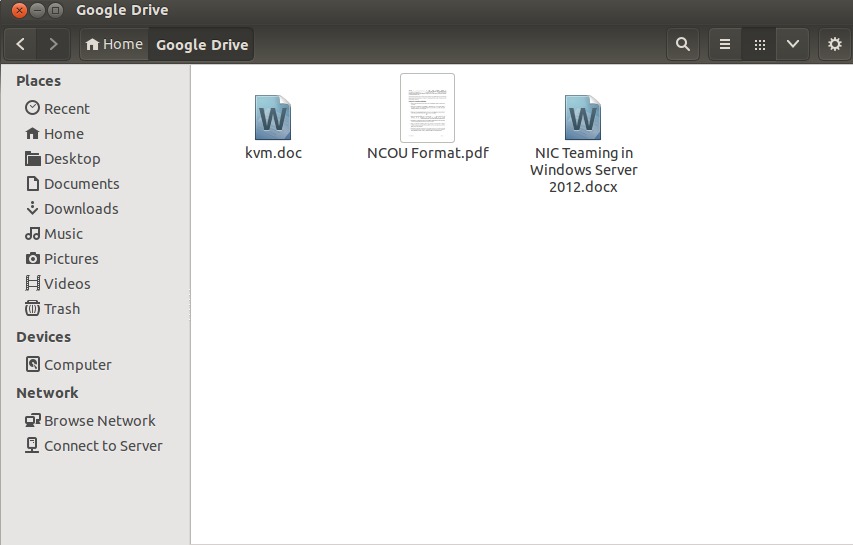 Google Drive
Home
Google Drive
Places
Recent
Home
Desktop
Documents
Downloads
Music
Pictures
Videos
Trash
Devices
Computer
Network
Browse Network
Connect to Server
W
kvm.doc
NCOU Format.pdf
W
NIC Teaming in
Windows Server
2012.docx